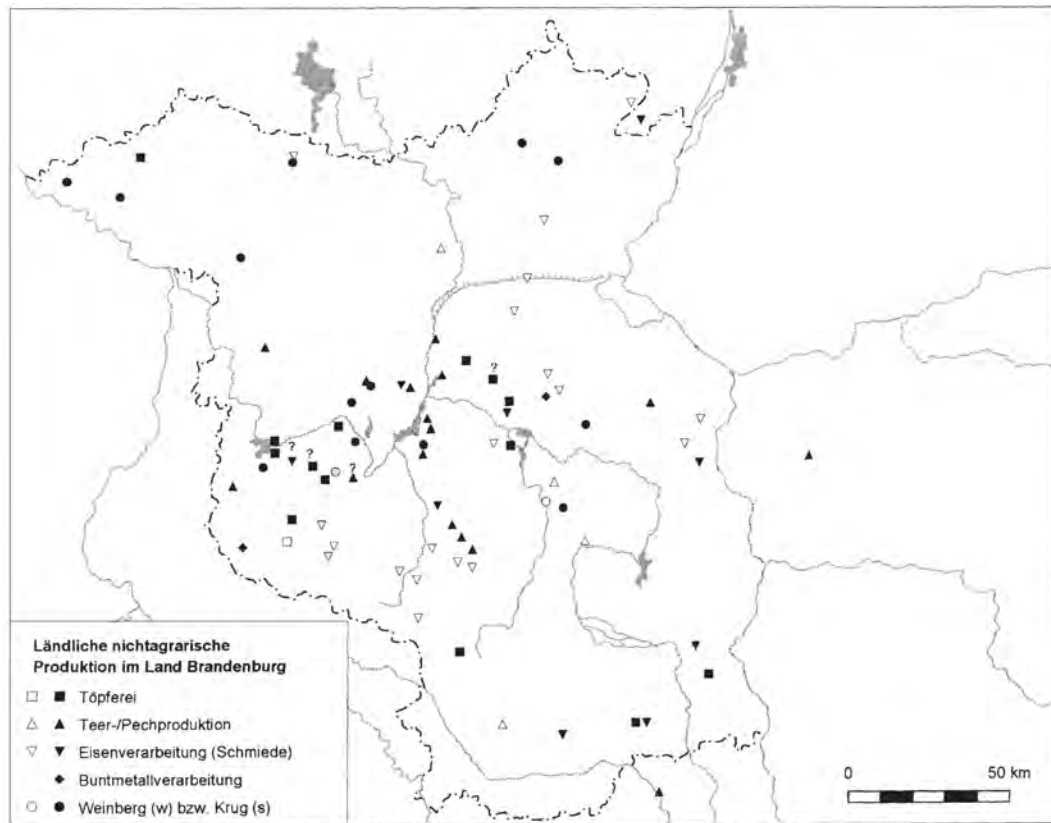 ?
?
?
?
Ländliche nichtagrarische
Produktion im Land Brandenburg
Töpferei
Teer-/Pechproduktion
Eisenverarbeitung (Schmiede)
Buntmetallverarbeitung
Weinberg (w) bzw. Krug (s)
0 50 km